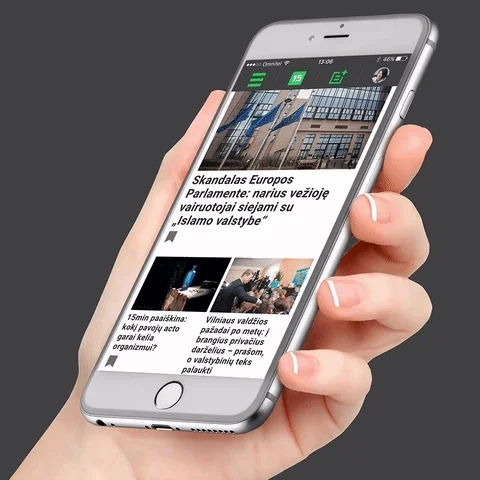 Omnitel 13:06 46%
15
Skandalas Europos
Parlamente: narius vežioję
vairuotojai siejami su
„Islamo valstybe“
15min paaiškina:
kokį pavojų acto
garai kelia
organizmui?
Vilniaus valdžios
pažadai po metų: į
brangius privačius
darželius – prašom,
o valstybinių teks
palaukti